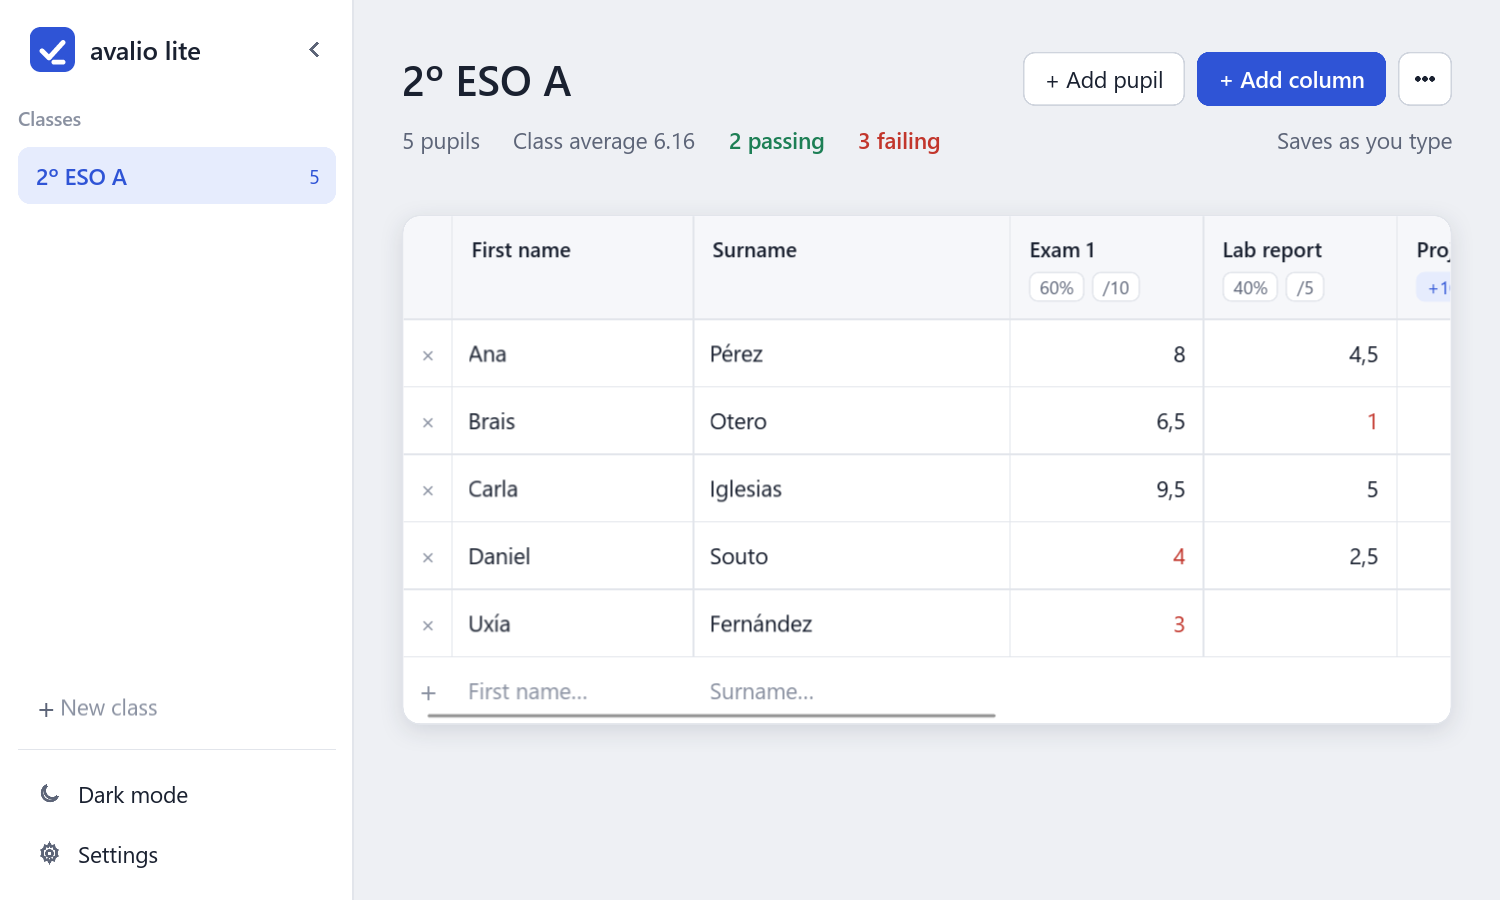 avalio lite
Classes
2º ESO A 5
+ New class
Dark mode
Settings
2º ESO A
+ Add pupil
+ Add column
5 pupils Class average 6.16 2 passing 3 failing Saves as you type
First name Surname Exam 1 Lab report
60% /10 40% /5
× Ana Pérez 8 4,5
× Brais Otero 6,5 1
× Carla Iglesias 9,5 5
× Daniel Souto 4 2,5
× Uxía Fernández 3
+ First name... Surname...